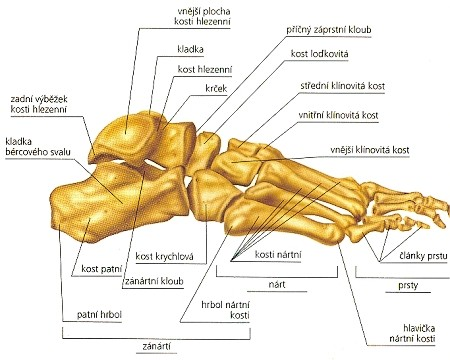 vnější plocha
kosti hlezenní
příčný záprstní kloub
kladka
kost loďkovitá
kost hlezenní
střední klínovitá kost
krček
zadní výběžek
kosti hlezenní
vnitřní klínovitá kost
kladka
bércového svalu
vnější klínovitá kost
kost krychlová
kosti nártní
články prstu
kost patní
zánártní kloub
nárt
prsty
hrbol nártní
kosti
patní hrbol
hlavička
nártní kosti
zánártí